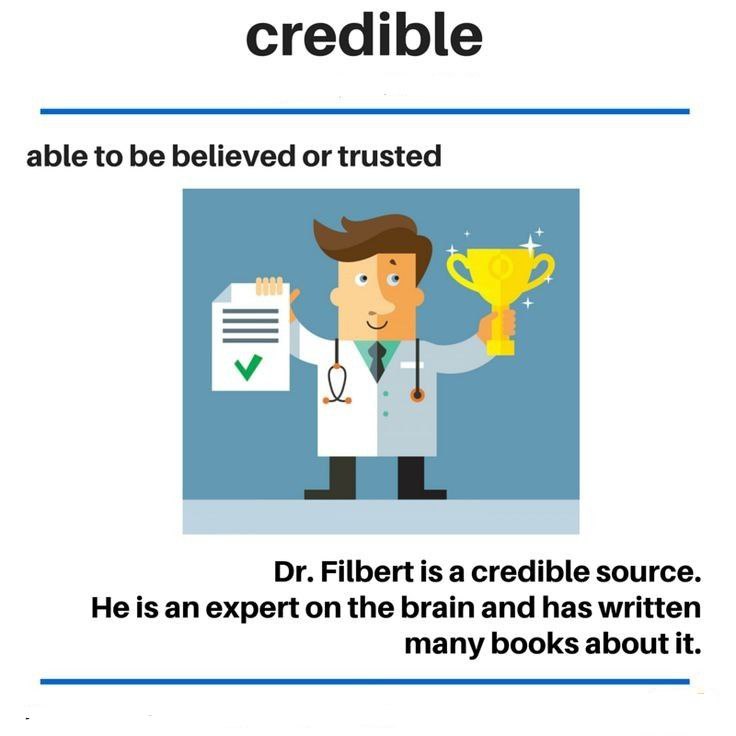 credible
able to be believed or trusted
Dr. Filbert is a credible source.
He is an expert on the brain and has written
many books about it.